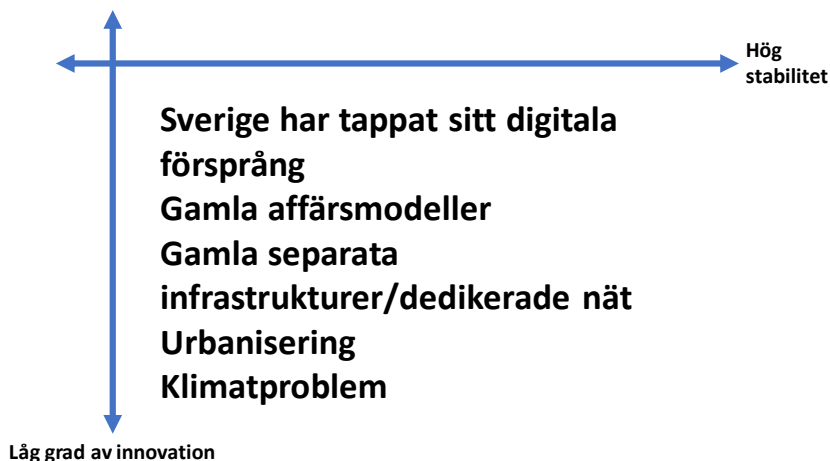 Hög
stabilitet
Sverige har tappat sitt digitala
försprång
Gamla affärsmodeller
Gamla separata
infrastrukturer/dedikerade nät
Urbanisering
Klimatproblem
Låg grad av innovation